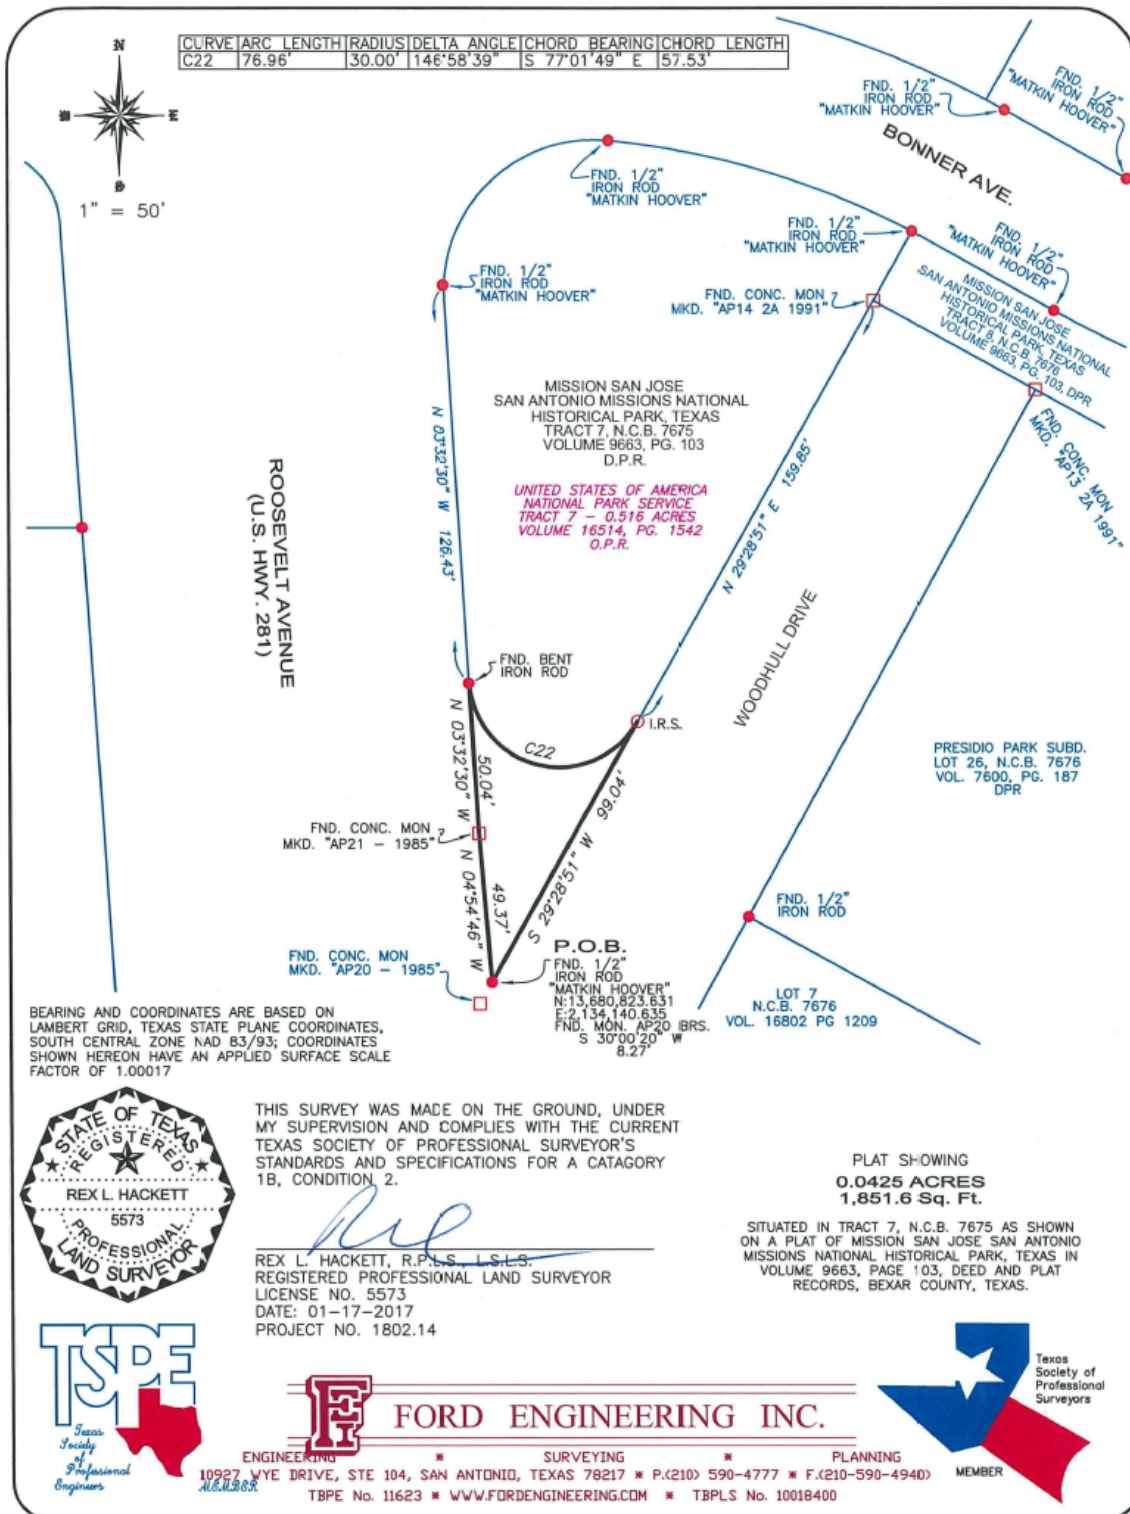 CURVE ARC LENGTH RADIUS DELTA ANGLE CHORD BEARING CHORD LENGTH
C22 76.96' 30.00' 146°58'39" S 77°01'49" E 57.53'
N
S
1" = 50'
FND. 1/2"
IRON ROD
"MATKIN HOOVER"
FND. 1/2"
IRON ROD
"MATKIN HOOVER"
BONNER AVE.
FND. 1/2"
IRON ROD
"MATKIN HOOVER"
FND. 1/2"
IRON ROD
"MATKIN HOOVER"
FND. 1/2"
IRON ROD
"MATKIN HOOVER"
FND. 1/2"
IRON ROD
"MATKIN HOOVER"
FND. CONC. MON
MKD. "AP14 2A 1991"
MISSION SAN JOSE
SAN ANTONIO MISSIONS NATIONAL
HISTORICAL PARK, TEXAS
TRACT 8, N.C.B. 7676
VOLUME 9663, PG. 103, DPR
FND. CONC. MON
MKD. "AP13 2A 1991"
MISSION SAN JOSE
SAN ANTONIO MISSIONS NATIONAL
HISTORICAL PARK, TEXAS
TRACT 7, N.C.B. 7675
VOLUME 9663, PG. 103
D.P.R.
UNITED STATES OF AMERICA
NATIONAL PARK SERVICE
TRACT 7 – 0.516 ACRES
VOLUME 16514, PG. 1542
O.P.R.
N 03°32'30" W 126.43'
N 29°28'51" E 159.85'
ROOSEVELT AVENUE
(U.S. HWY. 281)
WOODHULL DRIVE
FND. BENT
IRON ROD
I.R.S.
C22
N 03°32'30" W
50.04'
S 29°28'51" W 99.04'
FND. CONC. MON
MKD. "AP21 – 1985"
N 04°54'46" W
49.37'
PRESIDIO PARK SUBD.
LOT 26, N.C.B. 7676
VOL. 7600, PG. 187
DPR
FND. 1/2"
IRON ROD
FND. CONC. MON
MKD. "AP20 – 1985"
P.O.B.
FND. 1/2"
IRON ROD
"MATKIN HOOVER"
N:13,680,823.631
E:2,134,140.635
FND. MON. AP20 BRS.
S 30°00'20" W
8.27'
LOT 7
N.C.B. 7676
VOL. 16802 PG 1209
BEARING AND COORDINATES ARE BASED ON
LAMBERT GRID, TEXAS STATE PLANE COORDINATES,
SOUTH CENTRAL ZONE NAD 83/93; COORDINATES
SHOWN HEREON HAVE AN APPLIED SURFACE SCALE
FACTOR OF 1.00017
STATE OF TEXAS
REGISTERED
REX L. HACKETT
5573
PROFESSIONAL
LAND SURVEYOR
THIS SURVEY WAS MADE ON THE GROUND, UNDER
MY SUPERVISION AND COMPLIES WITH THE CURRENT
TEXAS SOCIETY OF PROFESSIONAL SURVEYOR'S
STANDARDS AND SPECIFICATIONS FOR A CATAGORY
1B, CONDITION 2.
REX L. HACKETT, R.P.L.S., L.S.L.S.
REGISTERED PROFESSIONAL LAND SURVEYOR
LICENSE NO. 5573
DATE: 01-17-2017
PROJECT NO. 1802.14
PLAT SHOWING
0.0425 ACRES
1,851.6 Sq. Ft.
SITUATED IN TRACT 7, N.C.B. 7675 AS SHOWN
ON A PLAT OF MISSION SAN JOSE SAN ANTONIO
MISSIONS NATIONAL HISTORICAL PARK, TEXAS IN
VOLUME 9663, PAGE 103, DEED AND PLAT
RECORDS, BEXAR COUNTY, TEXAS.
TSPE
Texas
Society
of
Professional
Engineers
MEMBER
FEI
FORD ENGINEERING INC.
ENGINEERING * SURVEYING * PLANNING
10927 WYE DRIVE, STE 104, SAN ANTONIO, TEXAS 78217 * P.(210) 590-4777 * F.(210-590-4940)
TBPE No. 11623 * WWW.FORDENGINEERING.COM * TBPLS No. 10018400
Texas
Society of
Professional
Surveyors
MEMBER